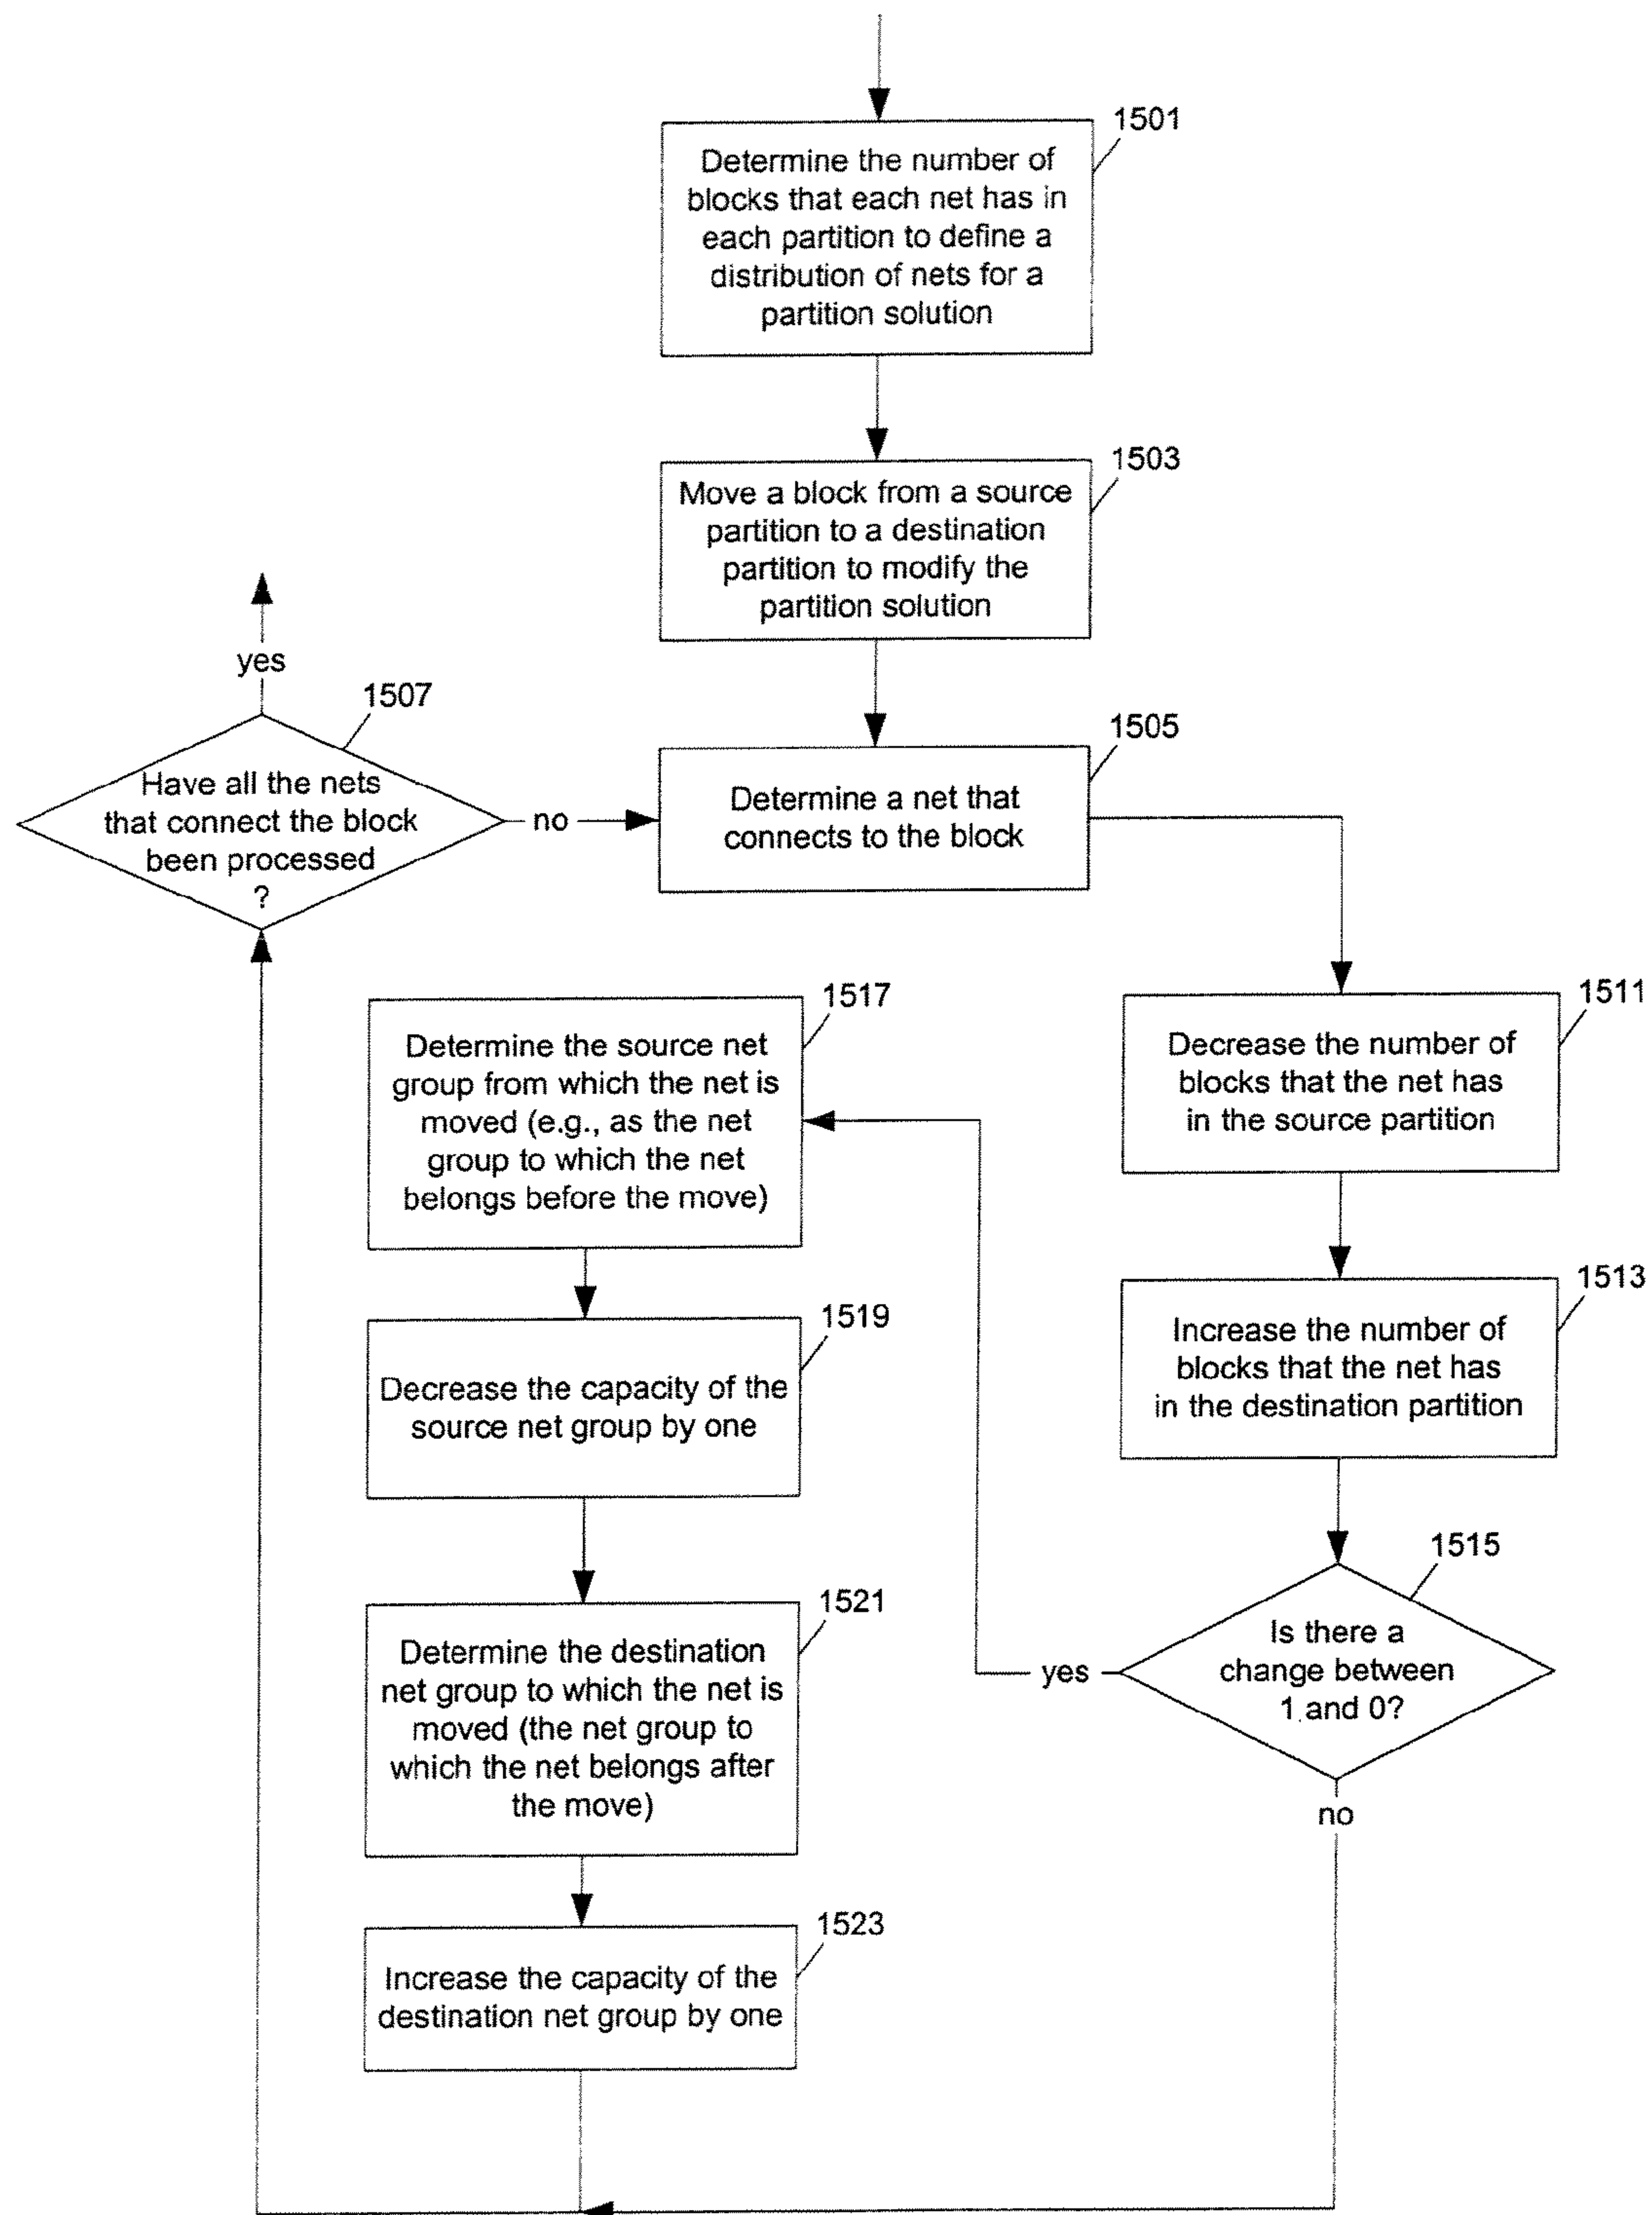 1501
Determine the number of
blocks that each net has in
each partition to define a
distribution of nets for a
partition solution
1503
Move a block from a source
partition to a destination
partition to modify the
partition solution
yes
1507
Have all the nets
that connect the block
been processed
?
no
1505
Determine a net that
connects to the block
1511
Decrease the number of
blocks that the net has
in the source partition
1513
Increase the number of
blocks that the net has
in the destination partition
1515
Is there a
change between
1 and 0?
yes
no
1517
Determine the source net
group from which the net is
moved (e.g., as the net
group to which the net
belongs before the move)
1519
Decrease the capacity of the
source net group by one
1521
Determine the destination
net group to which the net is
moved (the net group to
which the net belongs after
the move)
1523
Increase the capacity of the
destination net group by one